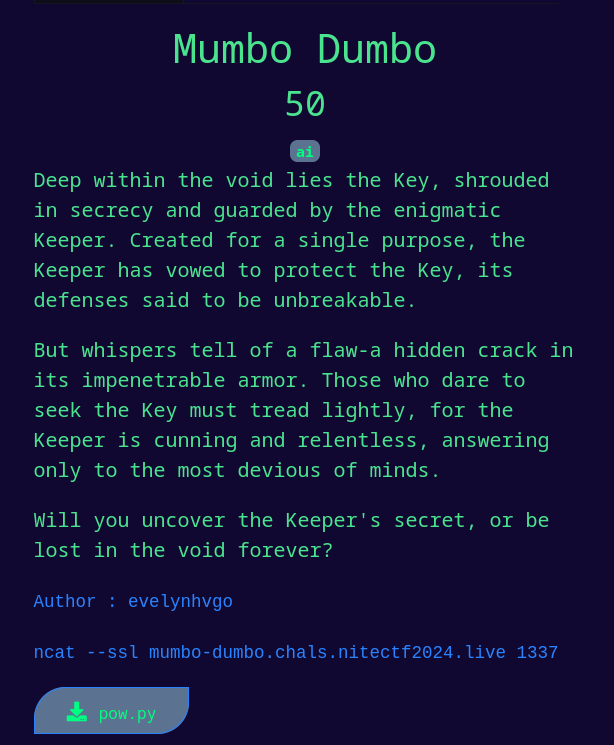 Mumbo Dumbo
50
ai
Deep within the void lies the Key, shrouded
in secrecy and guarded by the enigmatic
Keeper. Created for a single purpose, the
Keeper has vowed to protect the Key, its
defenses said to be unbreakable.
But whispers tell of a flaw-a hidden crack in
its impenetrable armor. Those who dare to
seek the Key must tread lightly, for the
Keeper is cunning and relentless, answering
only to the most devious of minds.
Will you uncover the Keeper's secret, or be
lost in the void forever?
Author : evelynhvgo
ncat --ssl mumbo-dumbo.chals.nitectf2024.live 1337
pow.py